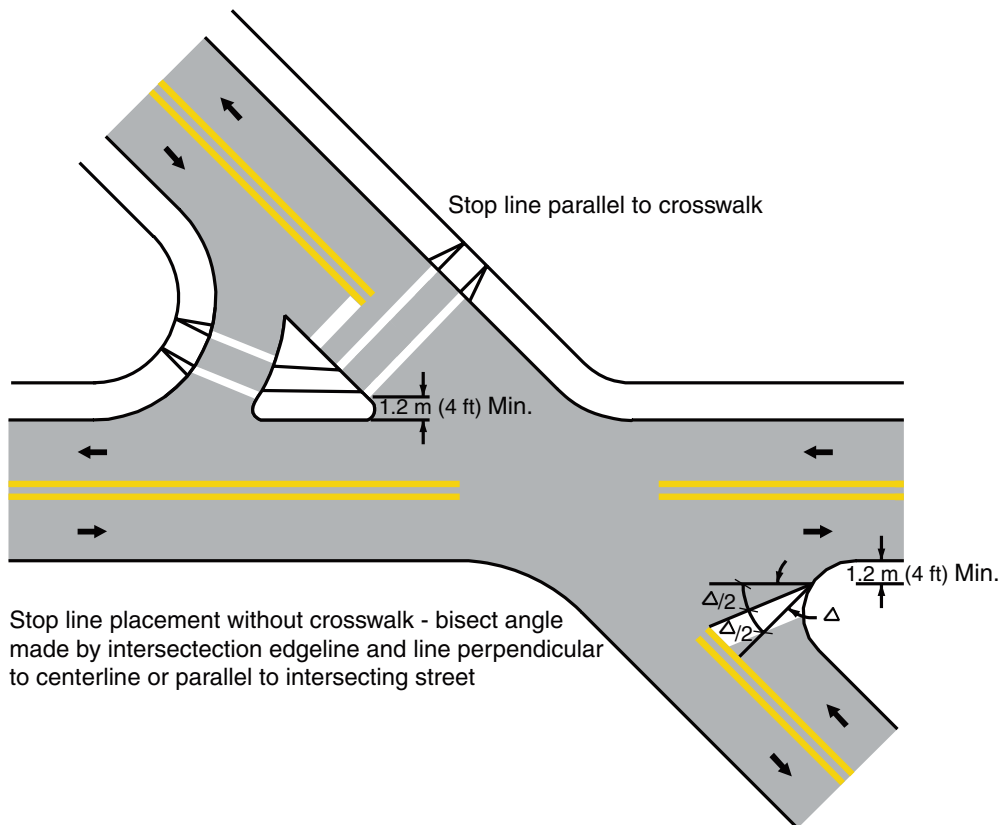 Stop line parallel to crosswalk
1.2 m (4 ft) Min.
1.2 m (4 ft) Min.
Δ/2
Δ/2
Δ
Stop line placement without crosswalk - bisect angle
made by intersectection edgeline and line perpendicular
to centerline or parallel to intersecting street